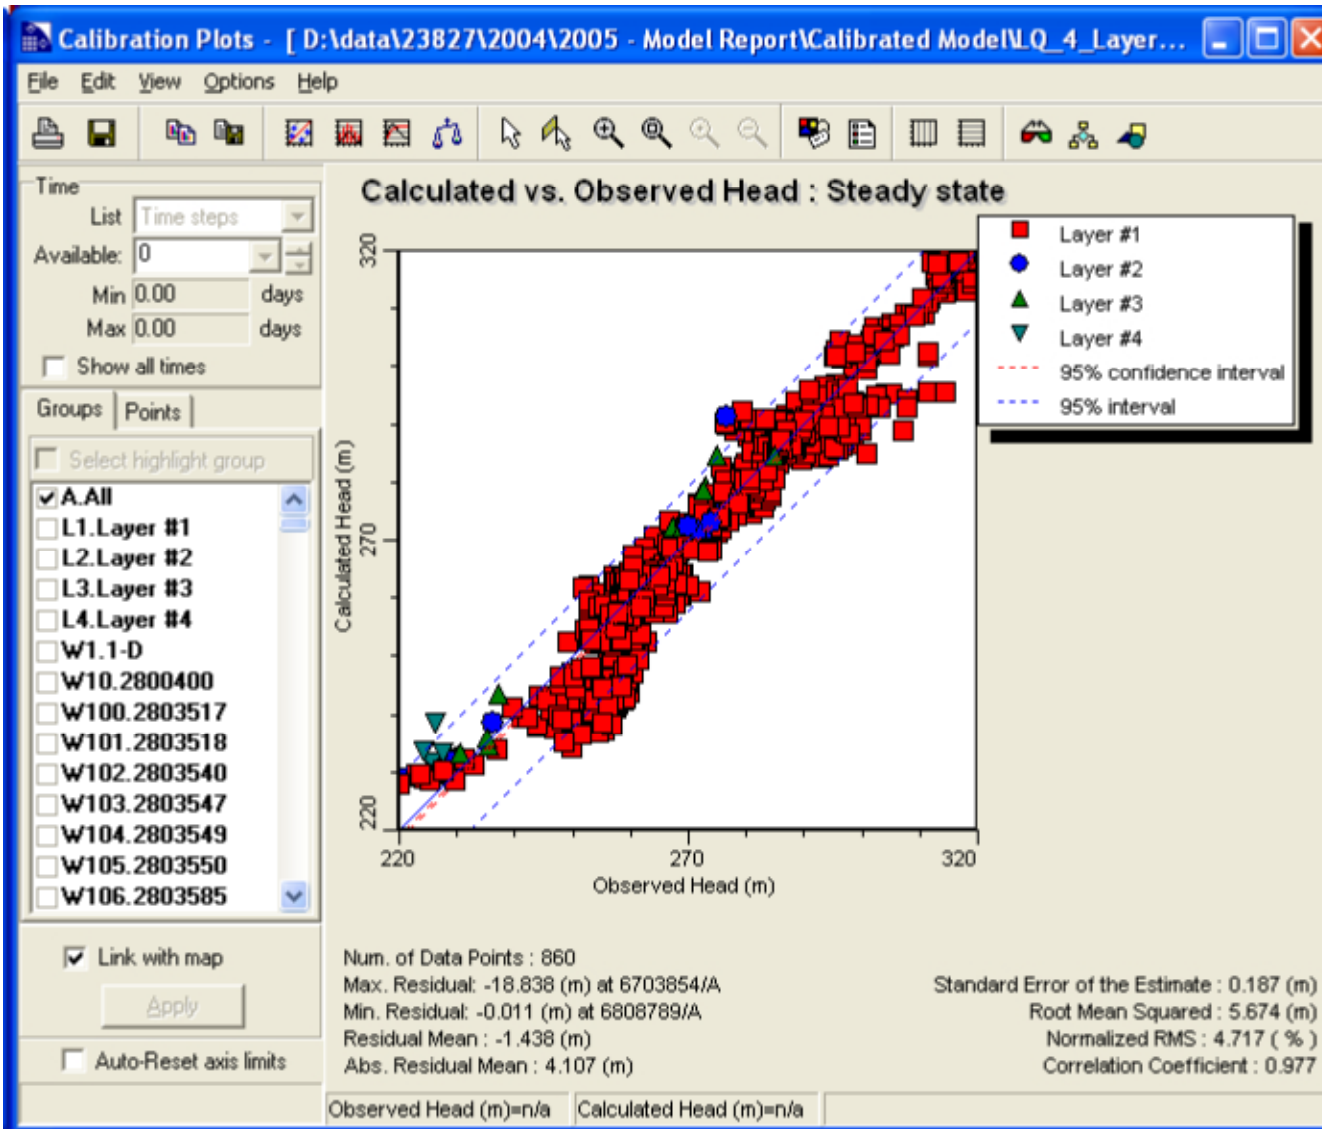 Calibration Plots - [ D:\data\23827\2004\2005 - Model Report\Calibrated Model\LQ_4_Layer...
File Edit View Options Help
Time
List Time steps
Available: 0
Min 0.00 days
Max 0.00 days
Show all times
Groups Points
Select highlight group
A.All
L1.Layer #1
L2.Layer #2
L3.Layer #3
L4.Layer #4
W1.1-D
W10.2800400
W100.2803517
W101.2803518
W102.2803540
W103.2803547
W104.2803549
W105.2803550
W106.2803585
Link with map
Apply
Auto-Reset axis limits
Calculated vs. Observed Head : Steady state
Layer #1
Layer #2
Layer #3
Layer #4
95% confidence interval
95% interval
320
270
220
Calculated Head (m)
220 270 320
Observed Head (m)
Num. of Data Points : 860
Max. Residual: -18.838 (m) at 6703854/A
Min. Residual: -0.011 (m) at 6808789/A
Residual Mean : -1.438 (m)
Abs. Residual Mean : 4.107 (m)
Standard Error of the Estimate : 0.187 (m)
Root Mean Squared : 5.674 (m)
Normalized RMS : 4.717 ( % )
Correlation Coefficient : 0.977
Observed Head (m)=n/a Calculated Head (m)=n/a